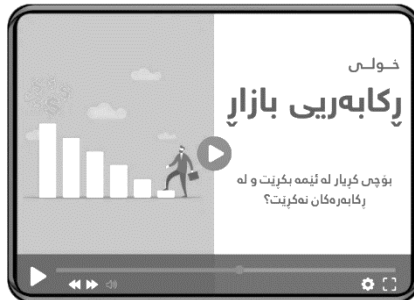 خولی
ڕکابەریی بازاڕ
بۆچی کڕیار لە ئێمە بکڕێت و لە
ڕکابەرەکان نەکڕێت؟